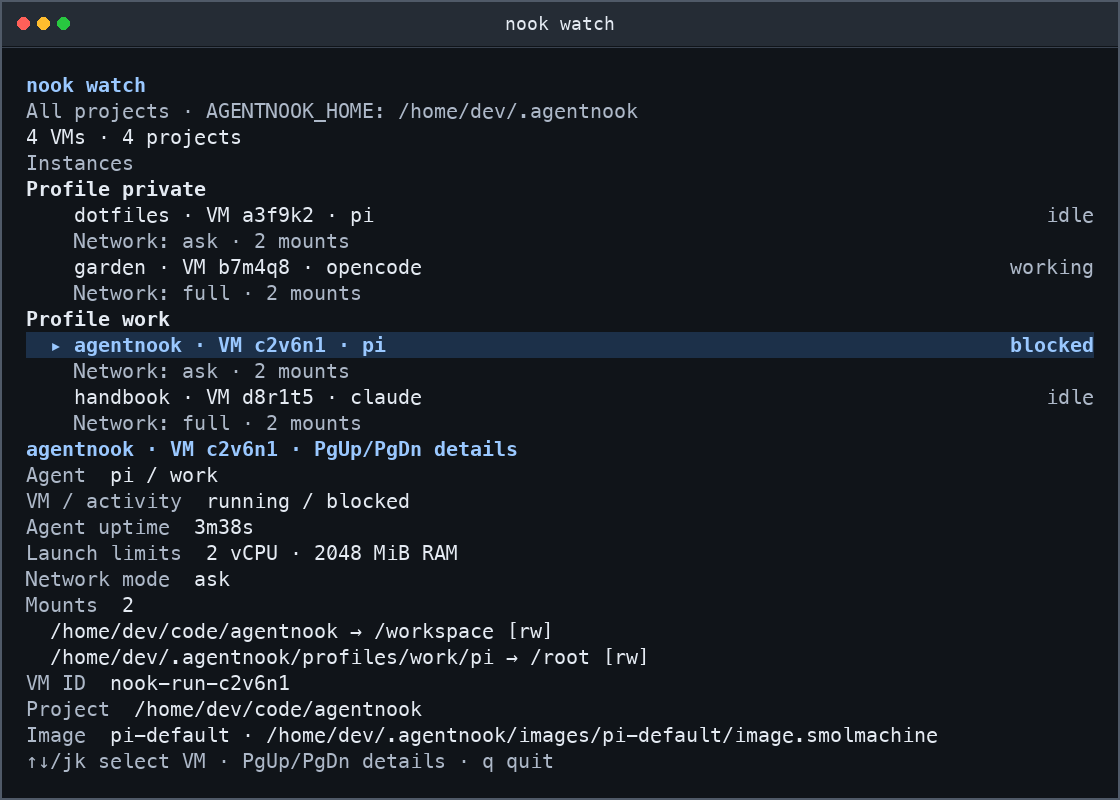 nook watch
nook watch
All projects · AGENTNOOK_HOME: /home/dev/.agentnook
4 VMs · 4 projects
Instances
Profile private
dotfiles · VM a3f9k2 · pi idle
Network: ask · 2 mounts
garden · VM b7m4q8 · opencode working
Network: full · 2 mounts
Profile work
▸ agentnook · VM c2v6n1 · pi blocked
Network: ask · 2 mounts
handbook · VM d8r1t5 · claude idle
Network: full · 2 mounts
agentnook · VM c2v6n1 · PgUp/PgDn details
Agent pi / work
VM / activity running / blocked
Agent uptime 3m38s
Launch limits 2 vCPU · 2048 MiB RAM
Network mode ask
Mounts 2
/home/dev/code/agentnook → /workspace [rw]
/home/dev/.agentnook/profiles/work/pi → /root [rw]
VM ID nook-run-c2v6n1
Project /home/dev/code/agentnook
Image pi-default · /home/dev/.agentnook/images/pi-default/image.smolmachine
↑↓/jk select VM · PgUp/PgDn details · q quit